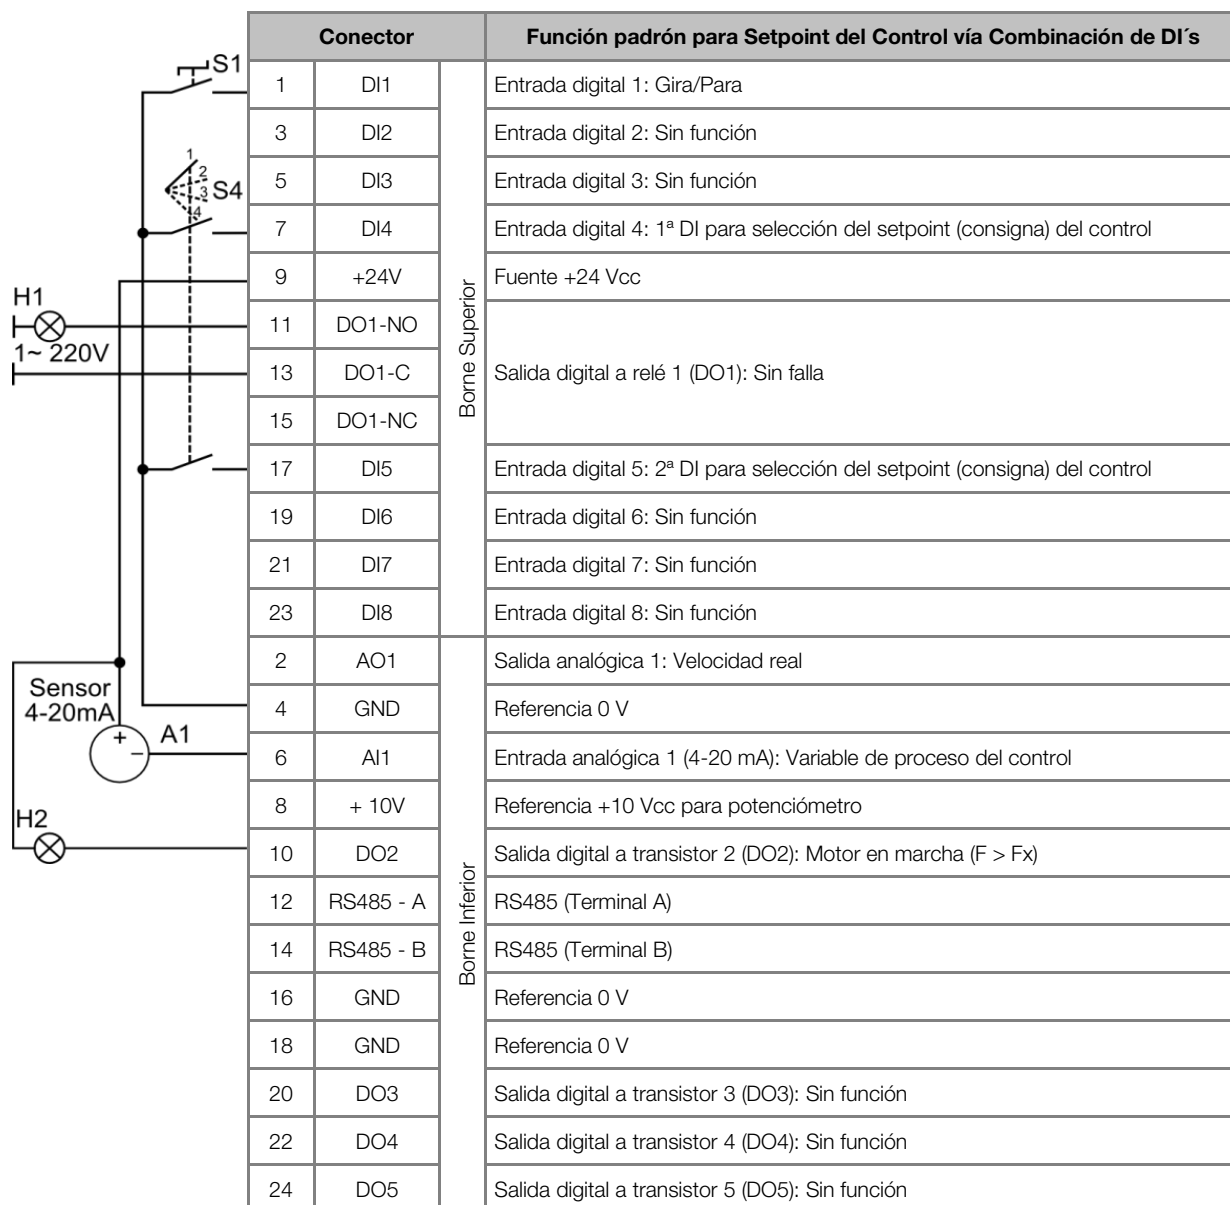 Conector Función padrón para Setpoint del Control vía Combinación de DI´s
S1
1 DI1 Entrada digital 1: Gira/Para
3 DI2 Entrada digital 2: Sin función
1
2
3
4
S4
5 DI3 Entrada digital 3: Sin función
7 DI4 Entrada digital 4: 1ª DI para selección del setpoint (consigna) del control
9 +24V Fuente +24 Vcc
Borne Superior
H1
1~ 220V
11 DO1-NO
13 DO1-C Salida digital a relé 1 (DO1): Sin falla
15 DO1-NC
17 DI5 Entrada digital 5: 2ª DI para selección del setpoint (consigna) del control
19 DI6 Entrada digital 6: Sin función
21 DI7 Entrada digital 7: Sin función
23 DI8 Entrada digital 8: Sin función
2 AO1 Salida analógica 1: Velocidad real
Sensor
4-20mA
+
−
A1
4 GND Referencia 0 V
6 AI1 Entrada analógica 1 (4-20 mA): Variable de proceso del control
8 + 10V Referencia +10 Vcc para potenciómetro
H2
10 DO2 Salida digital a transistor 2 (DO2): Motor en marcha (F > Fx)
Borne Inferior
12 RS485 - A RS485 (Terminal A)
14 RS485 - B RS485 (Terminal B)
16 GND Referencia 0 V
18 GND Referencia 0 V
20 DO3 Salida digital a transistor 3 (DO3): Sin función
22 DO4 Salida digital a transistor 4 (DO4): Sin función
24 DO5 Salida digital a transistor 5 (DO5): Sin función